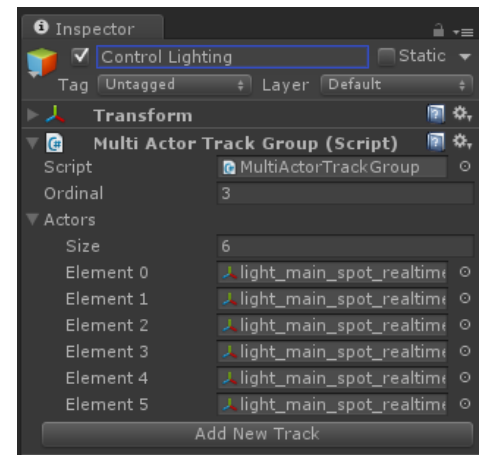 Inspector
Control Lighting Static
Tag Untagged Layer Default
Transform
Multi Actor Track Group (Script)
Script MultiActorTrackGroup
Ordinal 3
Actors
Size 6
Element 0 light_main_spot_realtime
Element 1 light_main_spot_realtime
Element 2 light_main_spot_realtime
Element 3 light_main_spot_realtime
Element 4 light_main_spot_realtime
Element 5 light_main_spot_realtime
Add New Track